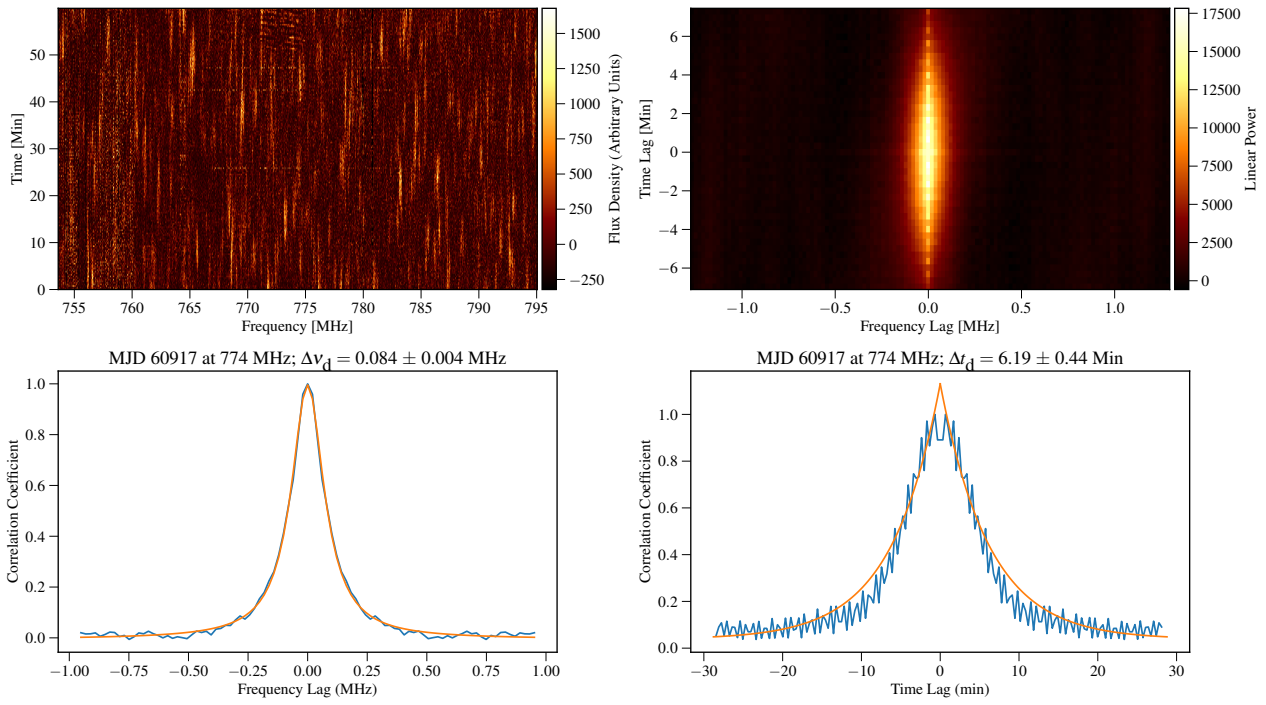 50
40
30
20
10
0
Time [Min]
755 760 765 770 775 780 785 790 795
Frequency [MHz]
1500
1250
1000
750
500
250
0
−250
Flux Density (Arbitrary Units)
6
4
2
0
−2
−4
−6
Time Lag [Min]
−1.0 −0.5 0.0 0.5 1.0
Frequency Lag [MHz]
17500
15000
12500
10000
7500
5000
2500
0
Linear Power
MJD 60917 at 774 MHz; Δν_d = 0.084 ± 0.004 MHz
1.0
0.8
0.6
0.4
0.2
0.0
Correlation Coefficient
−1.00 −0.75 −0.50 −0.25 0.00 0.25 0.50 0.75 1.00
Frequency Lag (MHz)
MJD 60917 at 774 MHz; Δt_d = 6.19 ± 0.44 Min
1.0
0.8
0.6
0.4
0.2
0.0
Correlation Coefficient
−30 −20 −10 0 10 20 30
Time Lag (min)